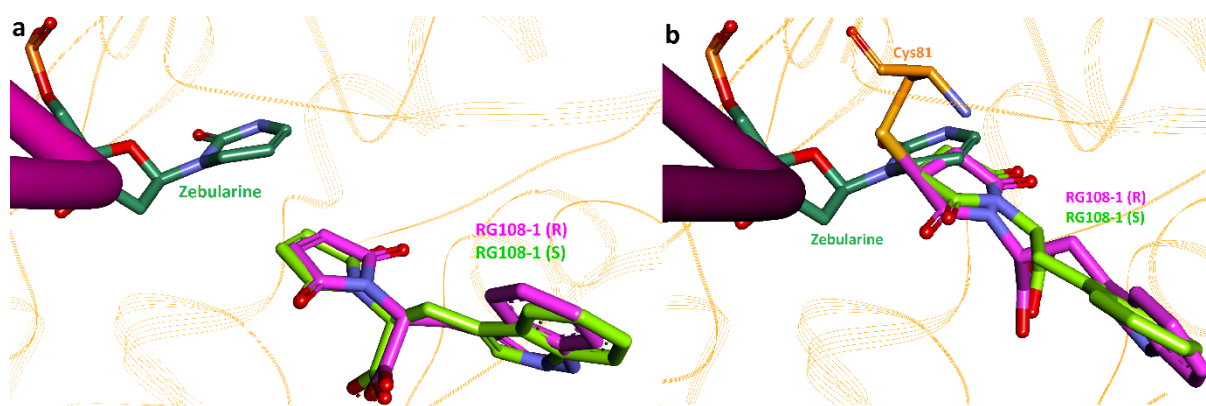 a
Zebularine
RG108-1 (R)
RG108-1 (S)
b
Cys81
Zebularine
RG108-1 (R)
RG108-1 (S)